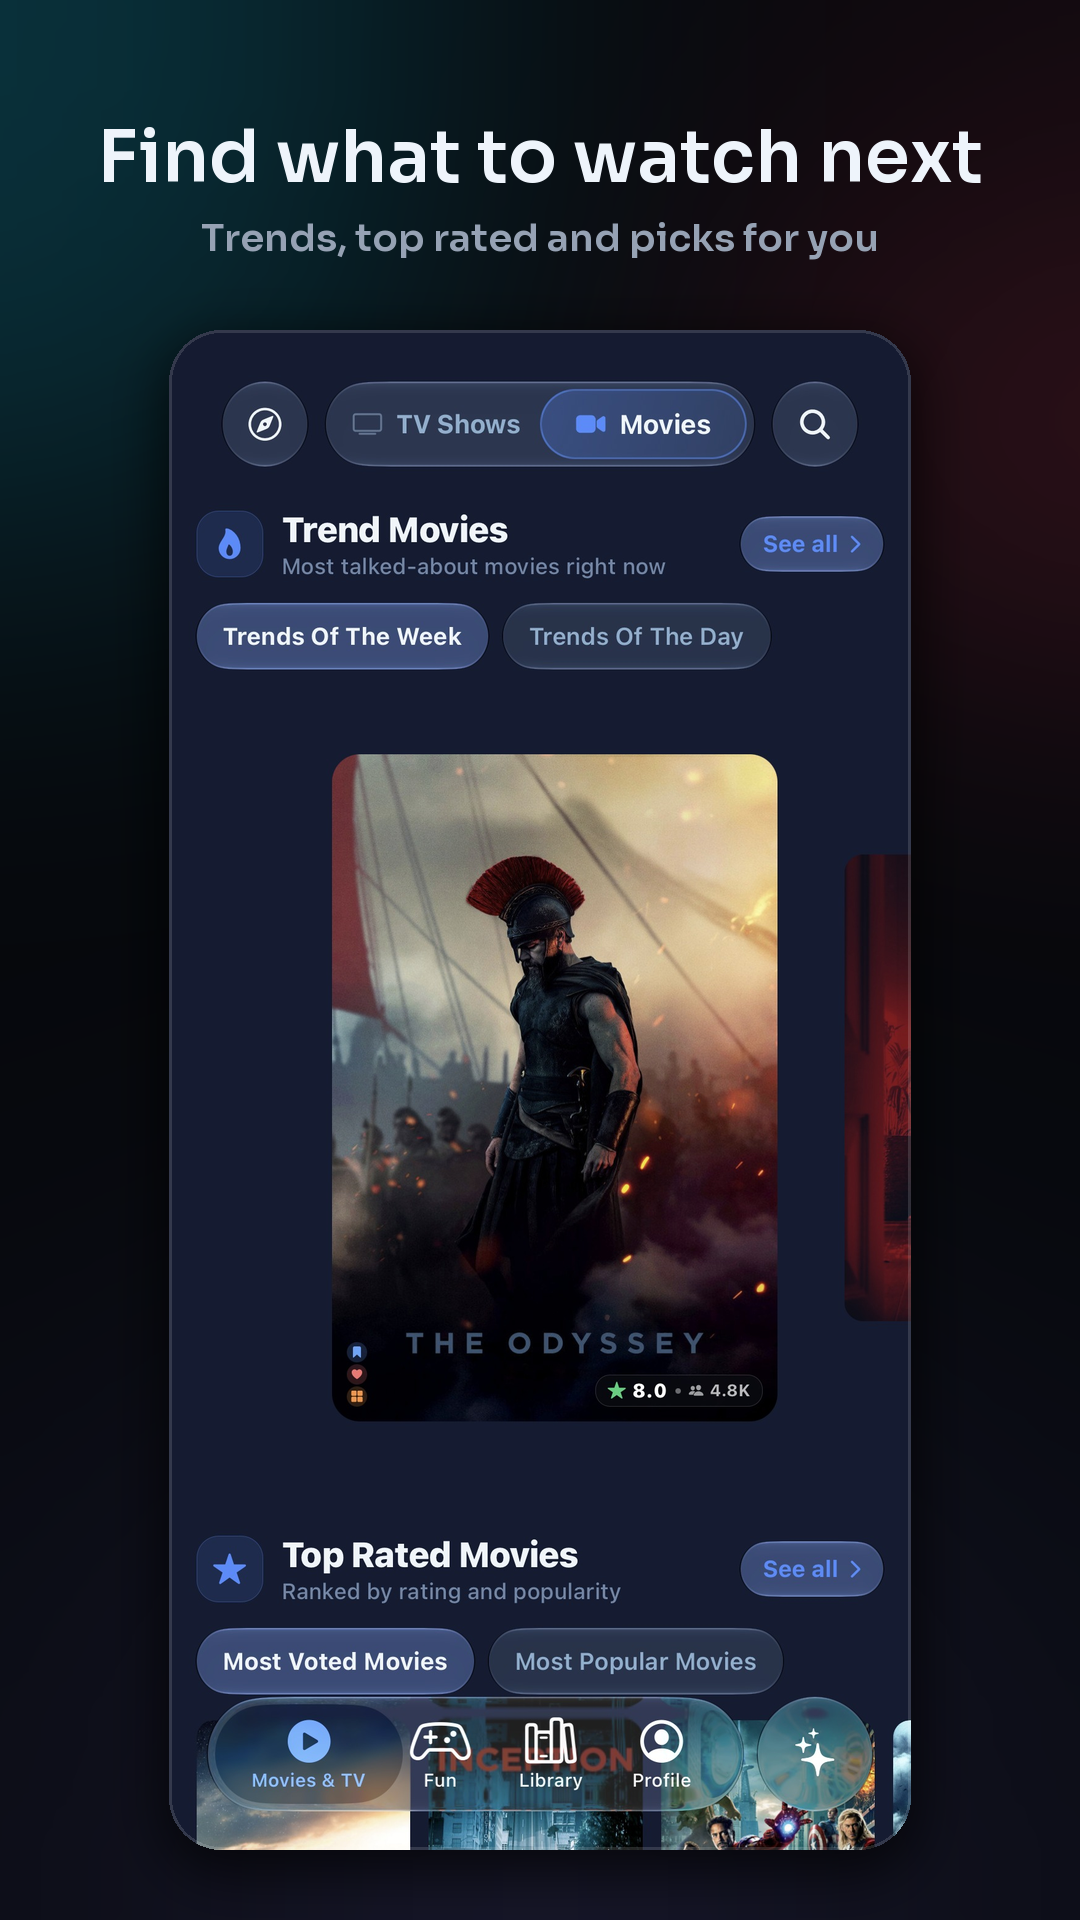 Find what to watch next
Trends, top rated and picks for you
TV Shows
Movies
Trend Movies
Most talked-about movies right now
See all
Trends Of The Week
Trends Of The Day
THE ODYSSEY
8.0 • 4.8K
Top Rated Movies
Ranked by rating and popularity
See all
Most Voted Movies
Most Popular Movies
INCEPTION
Movies & TV
Fun
Library
Profile